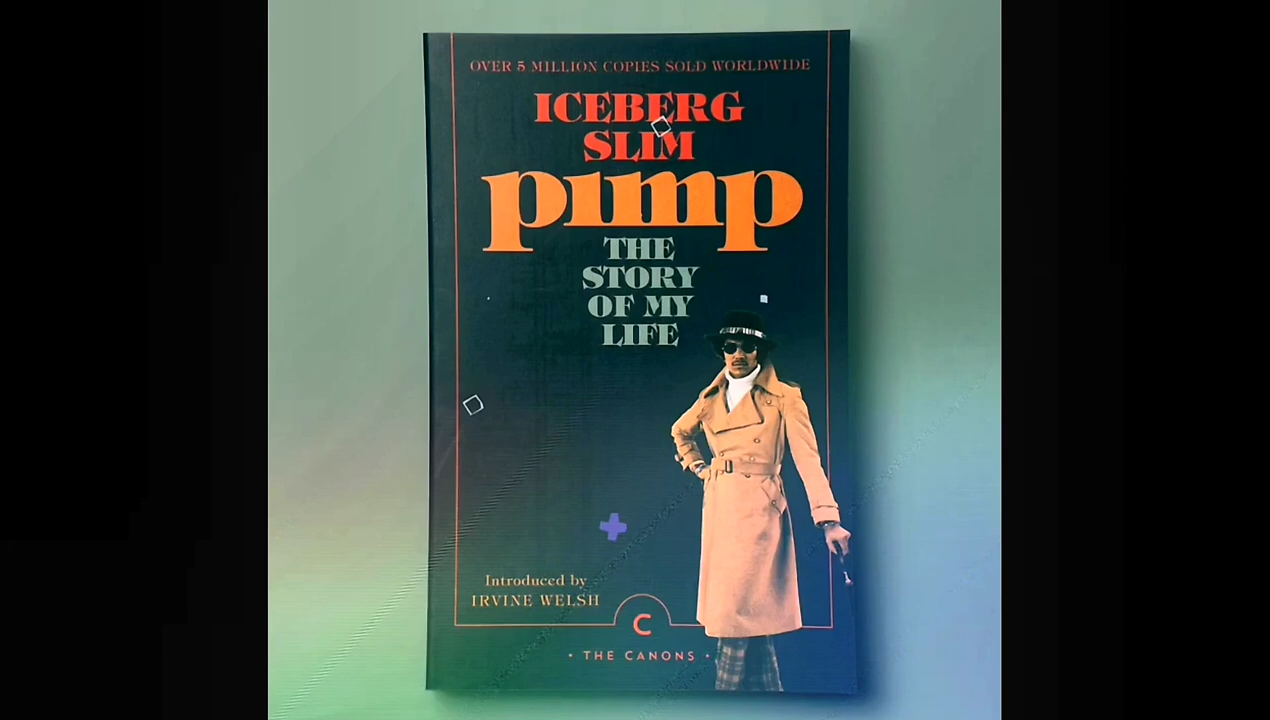 OVER 5 MILLION COPIES SOLD WORLDWIDE
ICEBERG
SLIM
pimp
THE
STORY
OF MY
LIFE
Introduced by
IRVINE WELSH
C
• THE CANONS •